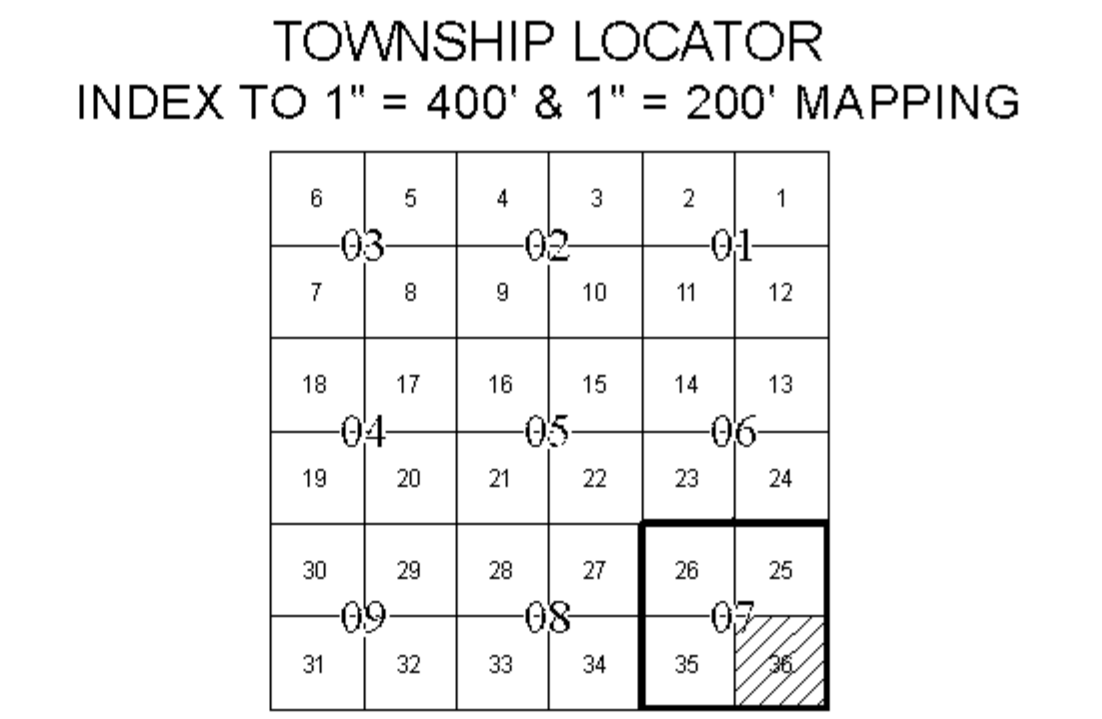 TOWNSHIP LOCATOR
INDEX TO 1" = 400' & 1" = 200' MAPPING
6 5 4 3 2 1
03 02 01
7 8 9 10 11 12
18 17 16 15 14 13
04 05 06
19 20 21 22 23 24
30 29 28 27 26 25
09 08 07
31 32 33 34 35 36